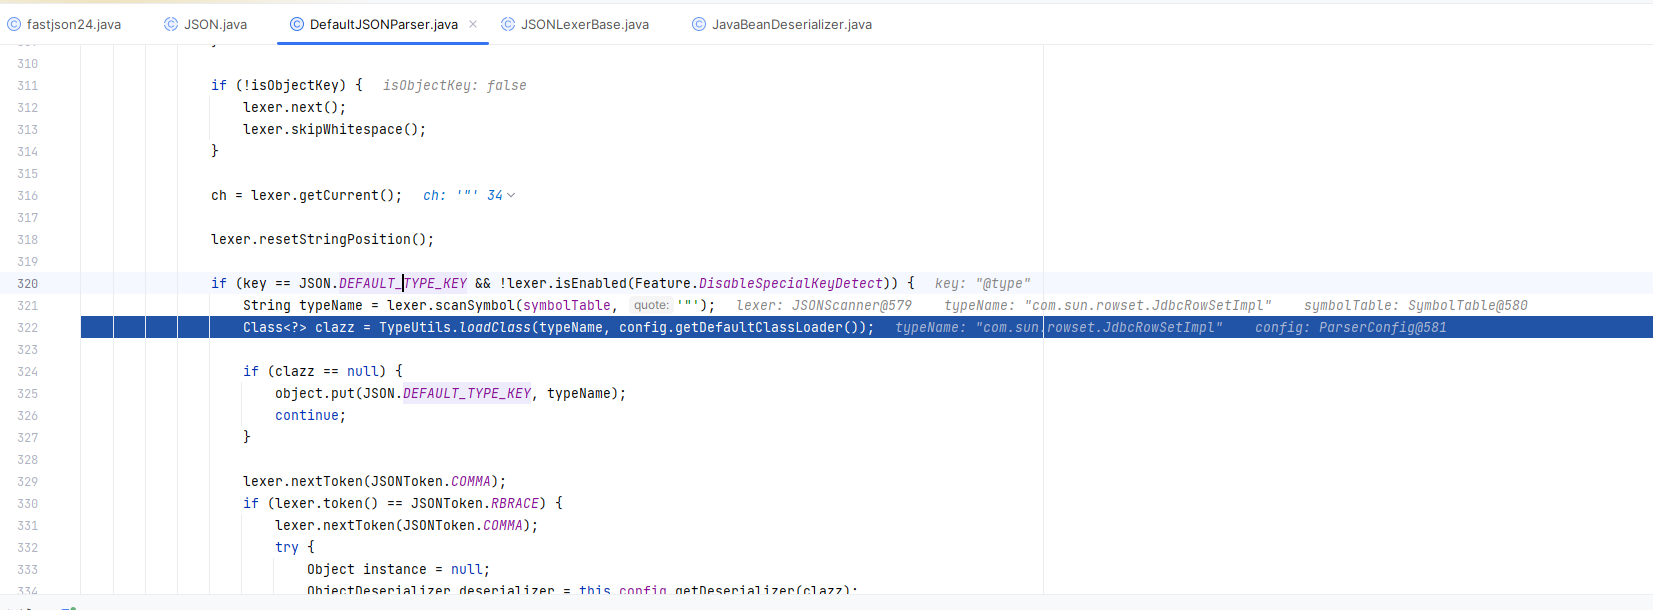 fastjson24.java JSON.java DefaultJSONParser.java JSONLexerBase.java JavaBeanDeserializer.java
310
311 if (!isObjectKey) { isObjectKey: false
312 lexer.next();
313 lexer.skipWhitespace();
314 }
315
316 ch = lexer.getCurrent(); ch: '"' 34
317
318 lexer.resetStringPosition();
319
320 if (key == JSON.DEFAULT_TYPE_KEY && !lexer.isEnabled(Feature.DisableSpecialKeyDetect)) { key: "@type"
321 String typeName = lexer.scanSymbol(symbolTable, quote: '"'); lexer: JSONScanner@579 typeName: "com.sun.rowset.JdbcRowSetImpl" symbolTable: SymbolTable@580
322 Class<?> clazz = TypeUtils.loadClass(typeName, config.getDefaultClassLoader()); typeName: "com.sun.rowset.JdbcRowSetImpl" config: ParserConfig@581
323
324 if (clazz == null) {
325 object.put(JSON.DEFAULT_TYPE_KEY, typeName);
326 continue;
327 }
328
329 lexer.nextToken(JSONToken.COMMA);
330 if (lexer.token() == JSONToken.RBRACE) {
331 lexer.nextToken(JSONToken.COMMA);
332 try {
333 Object instance = null;
334 ObjectDeserializer deserializer = this.config.getDeserializer(clazz);